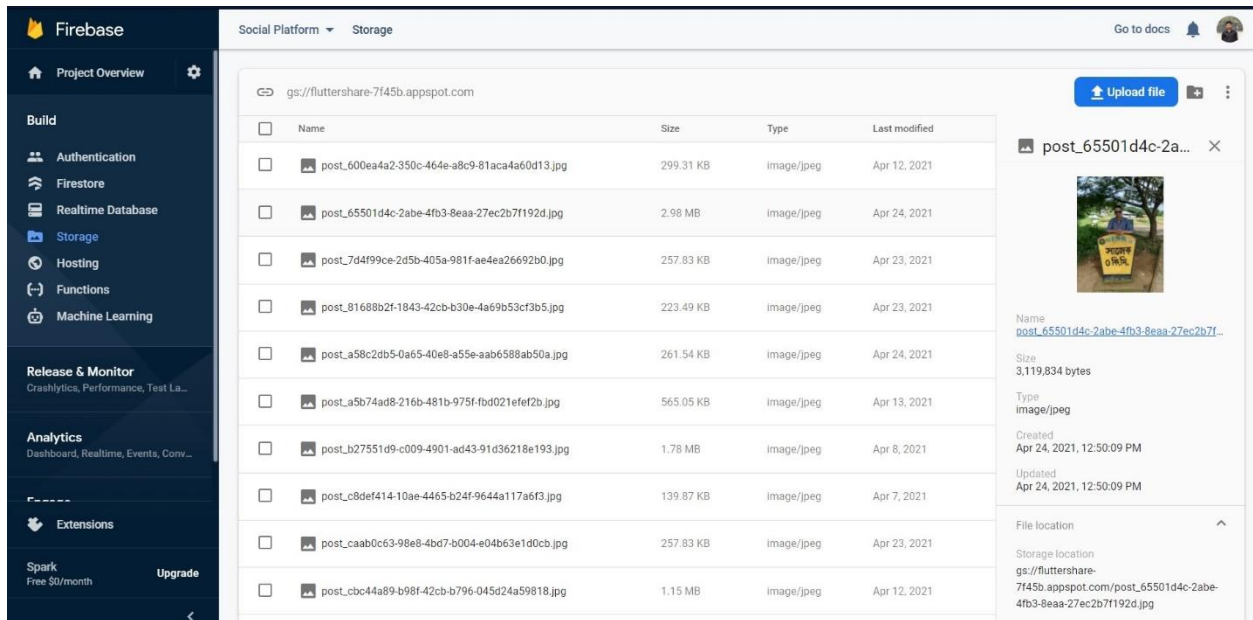 Firebase
Social Platform Storage
Go to docs
Project Overview
Build
Authentication
Firestore
Realtime Database
Storage
Hosting
Functions
Machine Learning
Release & Monitor
Crashlytics, Performance, Test La...
Analytics
Dashboard, Realtime, Events, Conv...
Extensions
Spark
Free $0/month
Upgrade
gs://fluttershare-7f45b.appspot.com
Upload file
Name Size Type Last modified
post_600ea4a2-350c-464e-a8c9-81aca4a60d13.jpg 299.31 KB image/jpeg Apr 12, 2021
post_65501d4c-2abe-4fb3-8eaa-27ec2b7f192d.jpg 2.98 MB image/jpeg Apr 24, 2021
post_7d4f99ce-2d5b-405a-981f-ae4ea26692b0.jpg 257.83 KB image/jpeg Apr 23, 2021
post_81688b2f-1843-42cb-b30e-4a69b53cf3b5.jpg 223.49 KB image/jpeg Apr 23, 2021
post_a58c2db5-0a65-40e8-a55e-aab6588ab50a.jpg 261.54 KB image/jpeg Apr 24, 2021
post_a5b74ad8-216b-481b-975f-fbd021efef2b.jpg 565.05 KB image/jpeg Apr 13, 2021
post_b27551d9-c009-4901-ad43-91d36218e193.jpg 1.78 MB image/jpeg Apr 8, 2021
post_c8def414-10ae-4465-b24f-9644a117a6f3.jpg 139.87 KB image/jpeg Apr 7, 2021
post_caab0c63-98e8-4bd7-b004-e04b63e1d0cb.jpg 257.83 KB image/jpeg Apr 23, 2021
post_cbc44a89-b98f-42cb-b796-045d24a59818.jpg 1.15 MB image/jpeg Apr 12, 2021
post_65501d4c-2a...
সাজেক
০ কি.মি.
Name
post_65501d4c-2abe-4fb3-8eaa-27ec2b7f...
Size
3,119,834 bytes
Type
image/jpeg
Created
Apr 24, 2021, 12:50:09 PM
Updated
Apr 24, 2021, 12:50:09 PM
File location
Storage location
gs://fluttershare-
7f45b.appspot.com/post_65501d4c-2abe-
4fb3-8eaa-27ec2b7f192d.jpg